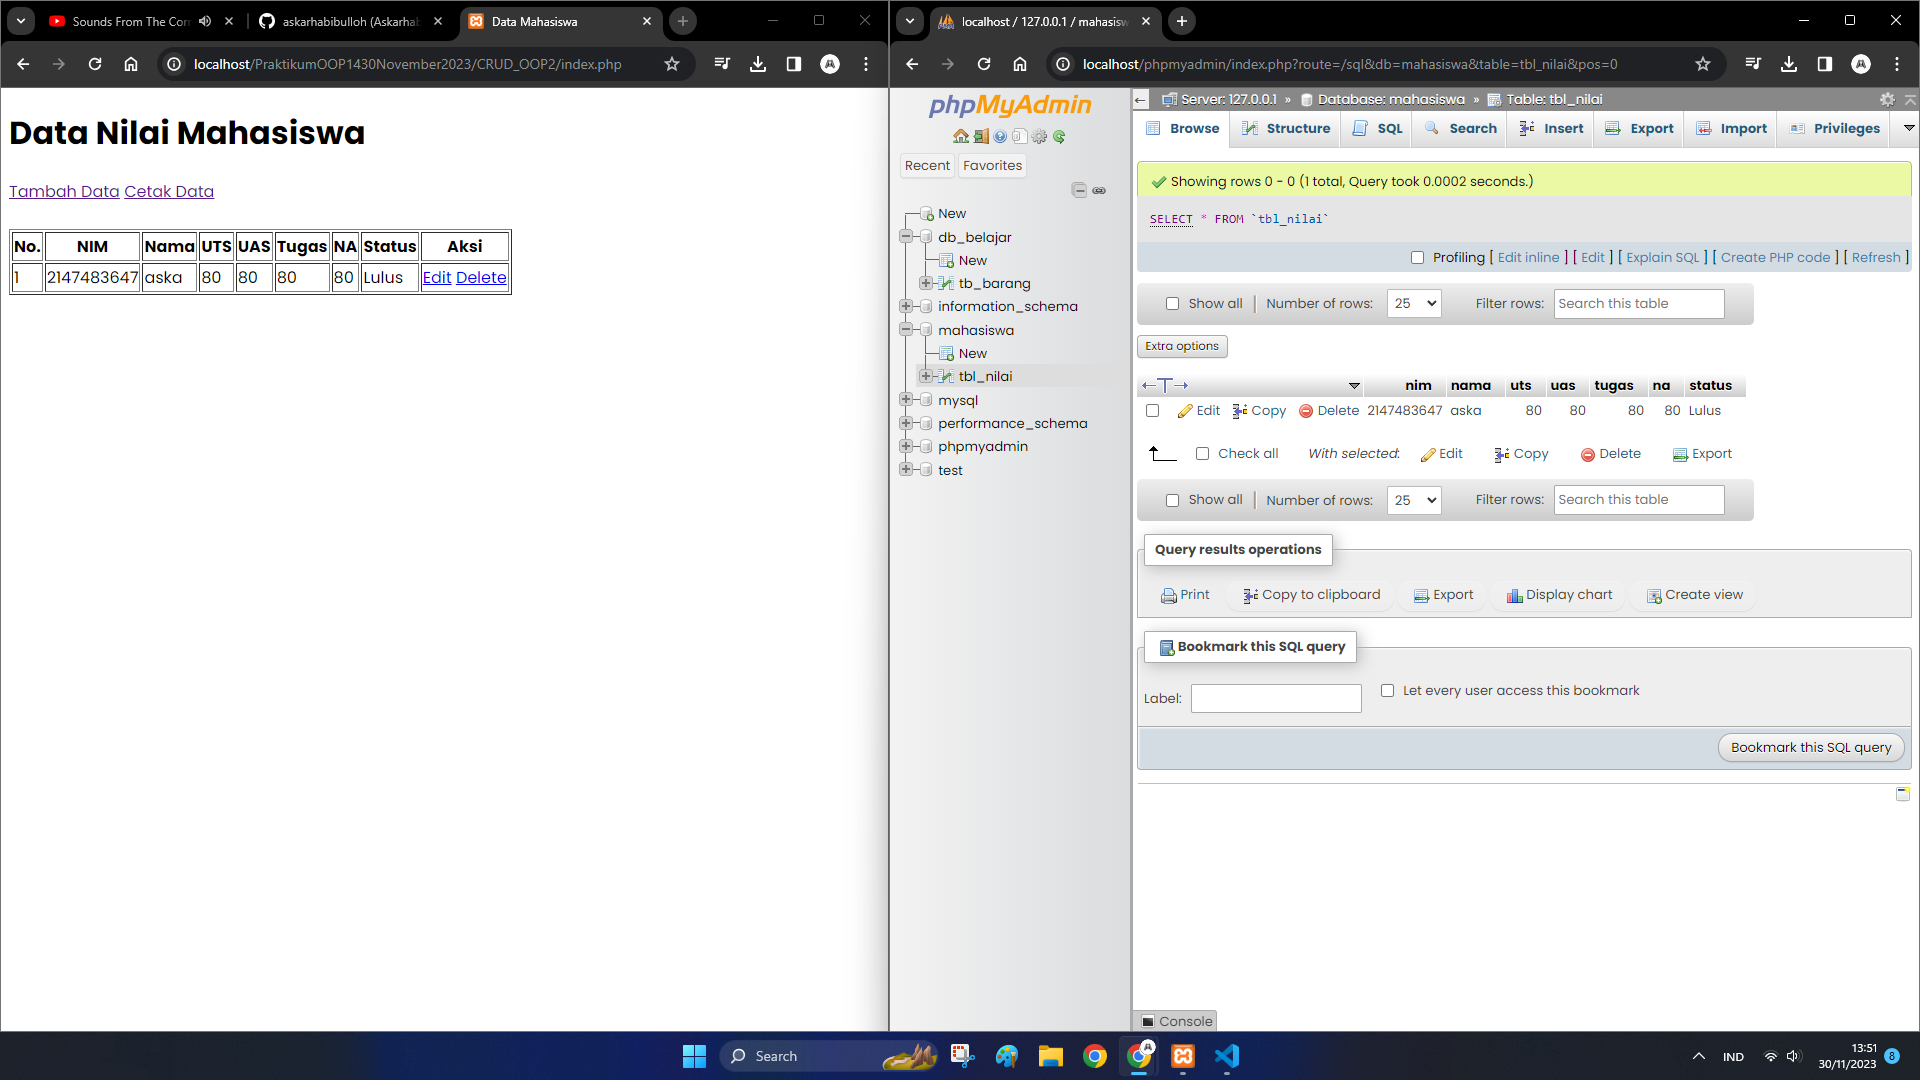 Sounds From The Cor
askarhabibulloh (Askarhab
Data Mahasiswa
localhost/PraktikumOOP1430November2023/CRUD_OOP2/index.php
Data Nilai Mahasiswa
Tambah Data Cetak Data
No. NIM Nama UTS UAS Tugas NA Status Aksi
1 2147483647 aska 80 80 80 80 Lulus Edit Delete
localhost / 127.0.0.1 / mahasisw
localhost/phpmyadmin/index.php?route=/sql&db=mahasiswa&table=tbl_nilai&pos=0
phpMyAdmin
Recent Favorites
New
db_belajar
New
tb_barang
information_schema
mahasiswa
New
tbl_nilai
mysql
performance_schema
phpmyadmin
test
Server: 127.0.0.1 » Database: mahasiswa » Table: tbl_nilai
Browse Structure SQL Search Insert Export Import Privileges
Showing rows 0 - 0 (1 total, Query took 0.0002 seconds.)
SELECT * FROM `tbl_nilai`
Profiling [ Edit inline ] [ Edit ] [ Explain SQL ] [ Create PHP code ] [ Refresh ]
Show all | Number of rows: 25 Filter rows: Search this table
Extra options
nim nama uts uas tugas na status
Edit Copy Delete 2147483647 aska 80 80 80 80 Lulus
Check all With selected: Edit Copy Delete Export
Show all | Number of rows: 25 Filter rows: Search this table
Query results operations
Print Copy to clipboard Export Display chart Create view
Bookmark this SQL query
Label: Let every user access this bookmark
Bookmark this SQL query
Console
Search
IND
13:51
30/11/2023
8